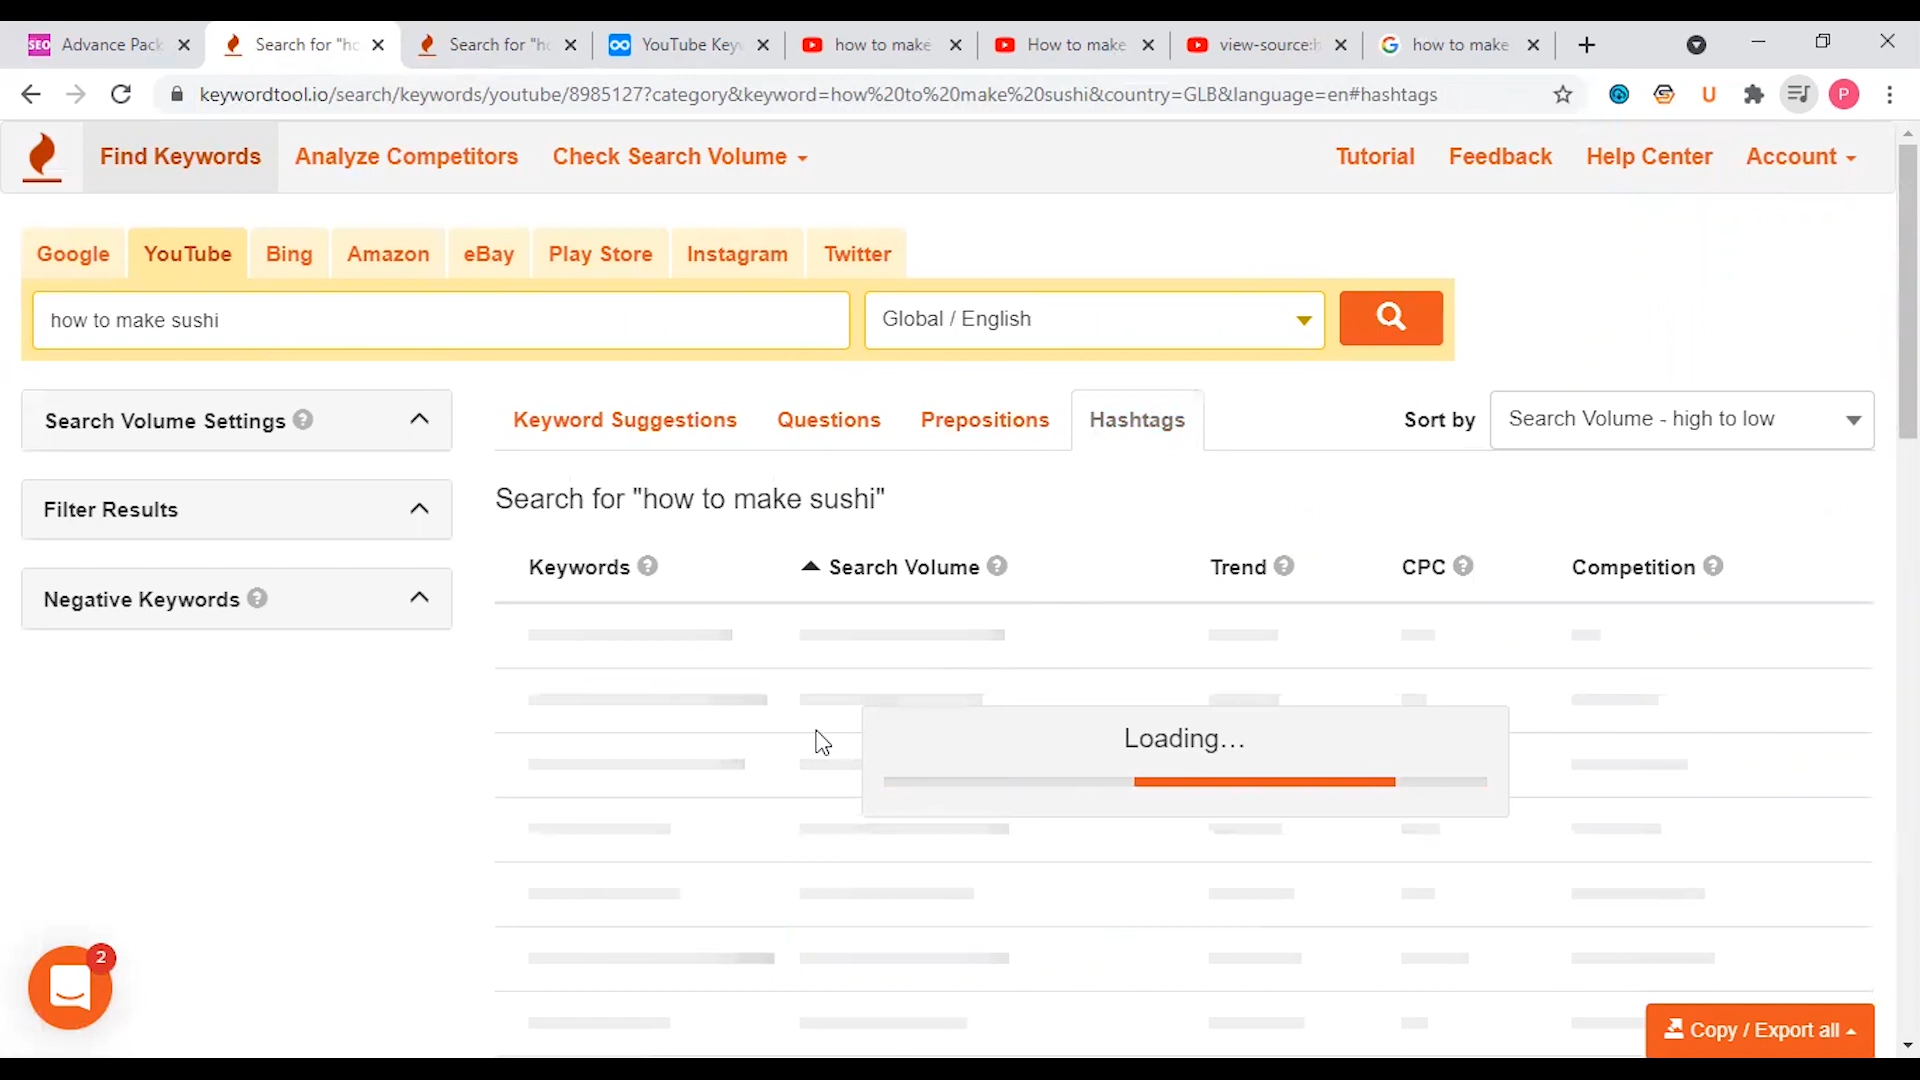 SEO Advance Pack
Search for "ho
Search for "ho
YouTube Key
how to make
How to make
view-source:h
how to make
keywordtool.io/search/keywords/youtube/8985127?category&keyword=how%20to%20make%20sushi&country=GLB&language=en#hashtags
U
P
Find Keywords
Analyze Competitors
Check Search Volume
Tutorial
Feedback
Help Center
Account
Google
YouTube
Bing
Amazon
eBay
Play Store
Instagram
Twitter
how to make sushi
Global / English
Search Volume Settings ?
Keyword Suggestions
Questions
Prepositions
Hashtags
Sort by
Search Volume - high to low
Filter Results
Search for "how to make sushi"
Negative Keywords ?
Keywords ?
Search Volume ?
Trend ?
CPC ?
Competition ?
Loading...
2
Copy / Export all